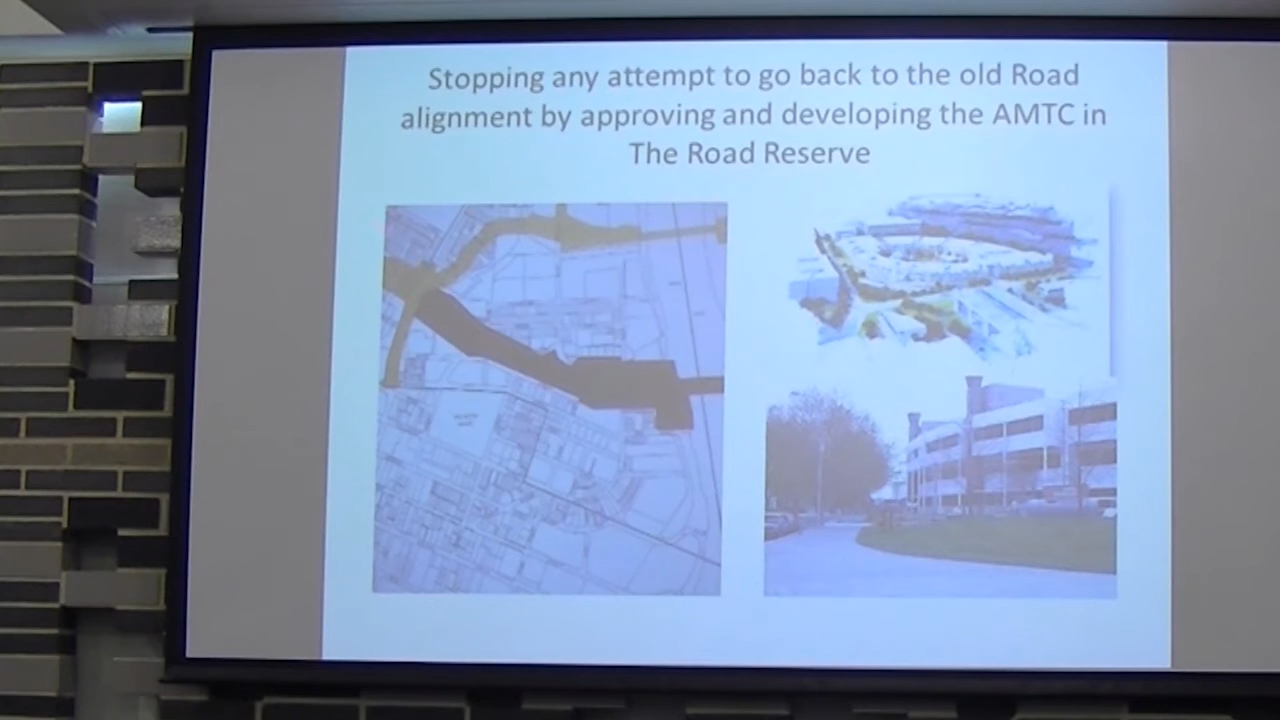 Stopping any attempt to go back to the old Road
alignment by approving and developing the AMTC in
The Road Reserve